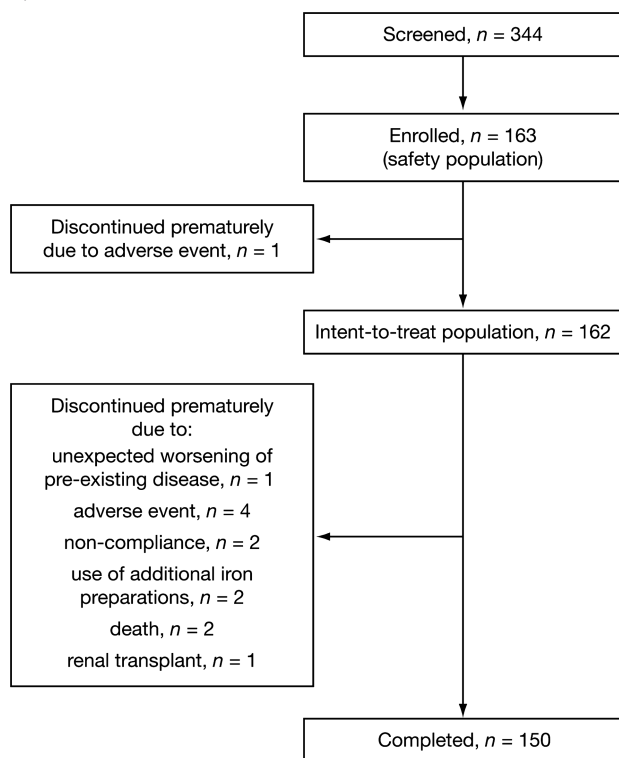 Screened, n = 344
Enrolled, n = 163
(safety population)
Discontinued prematurely
due to adverse event, n = 1
Intent-to-treat population, n = 162
Discontinued prematurely
due to:
unexpected worsening of
pre-existing disease, n = 1
adverse event, n = 4
non-compliance, n = 2
use of additional iron
preparations, n = 2
death, n = 2
renal transplant, n = 1
Completed, n = 150